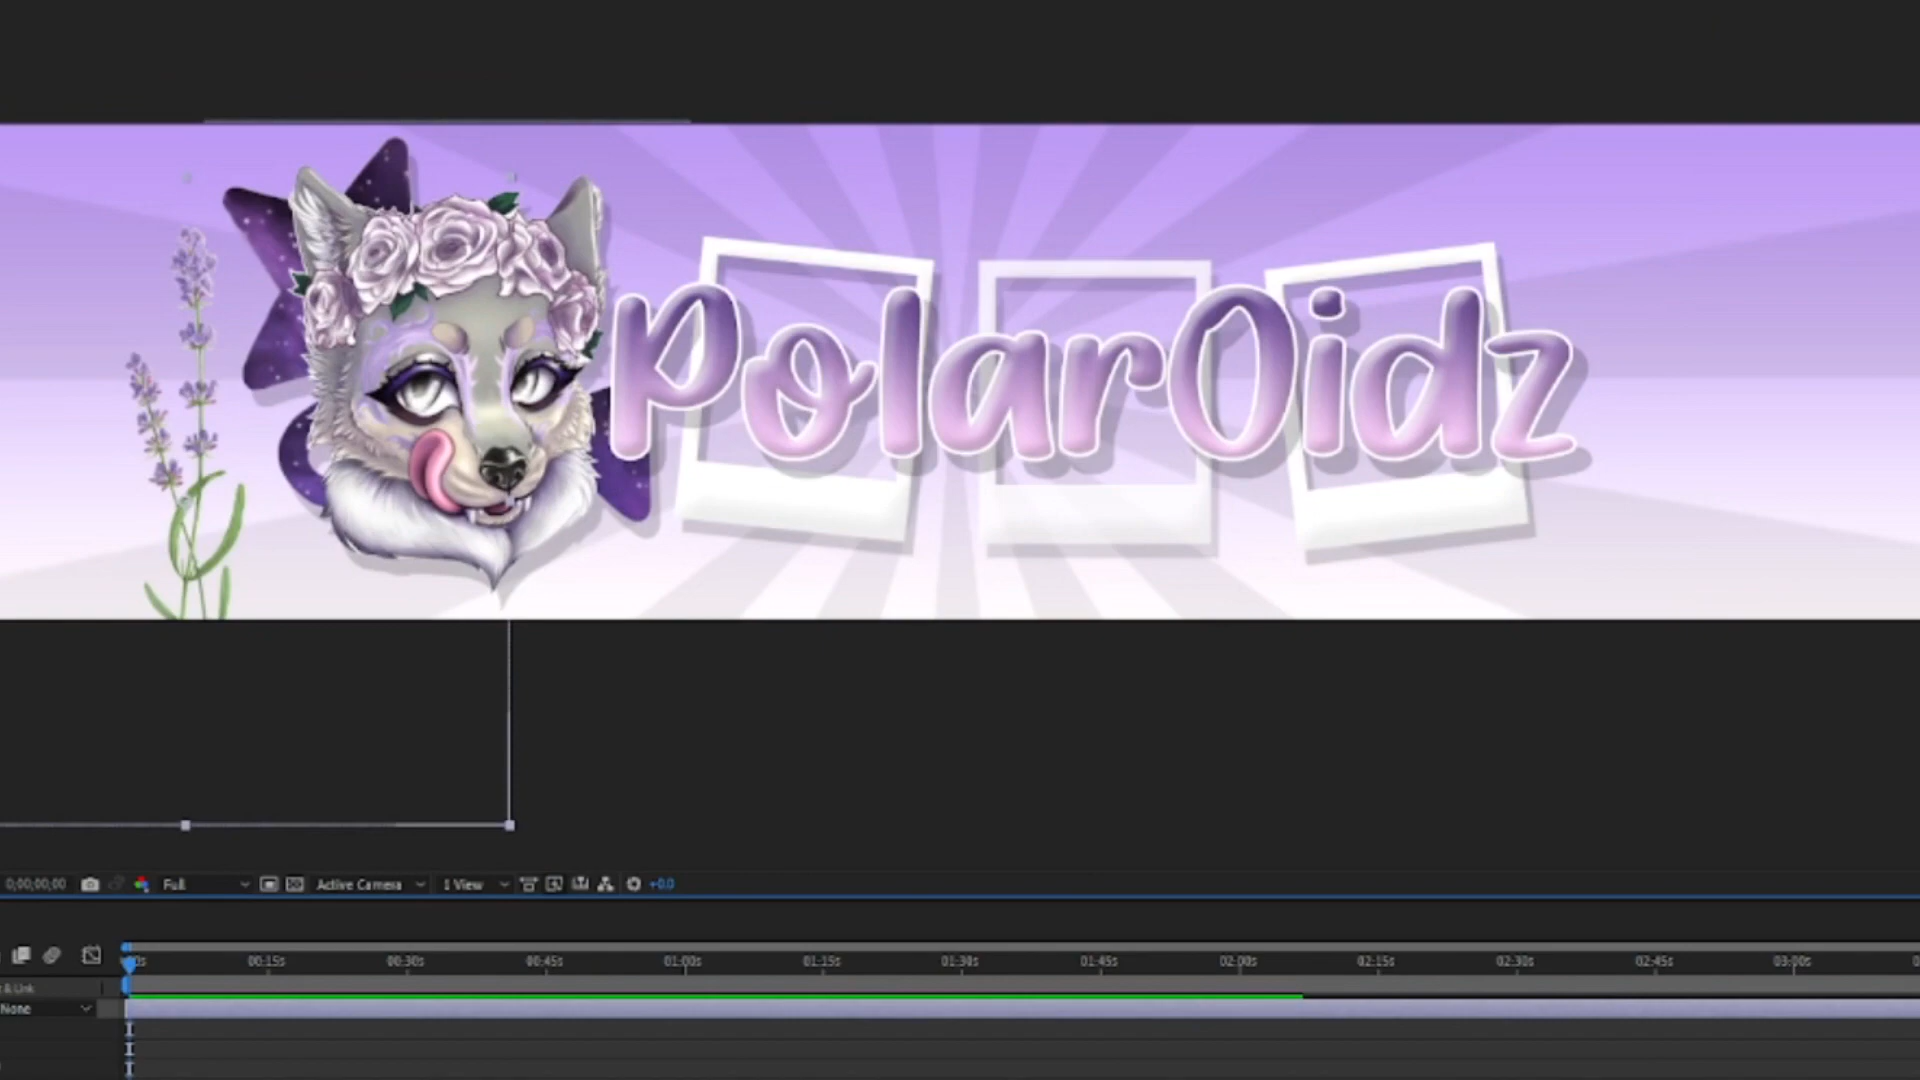 PolarOidz
0;00;00;00 Full Active Camera 1 View +0.0
00:15s 00:30s 00:45s 01:00s 01:15s 01:30s 01:45s 02:00s 02:15s 02:30s 02:45s 03:00s
& Link
None